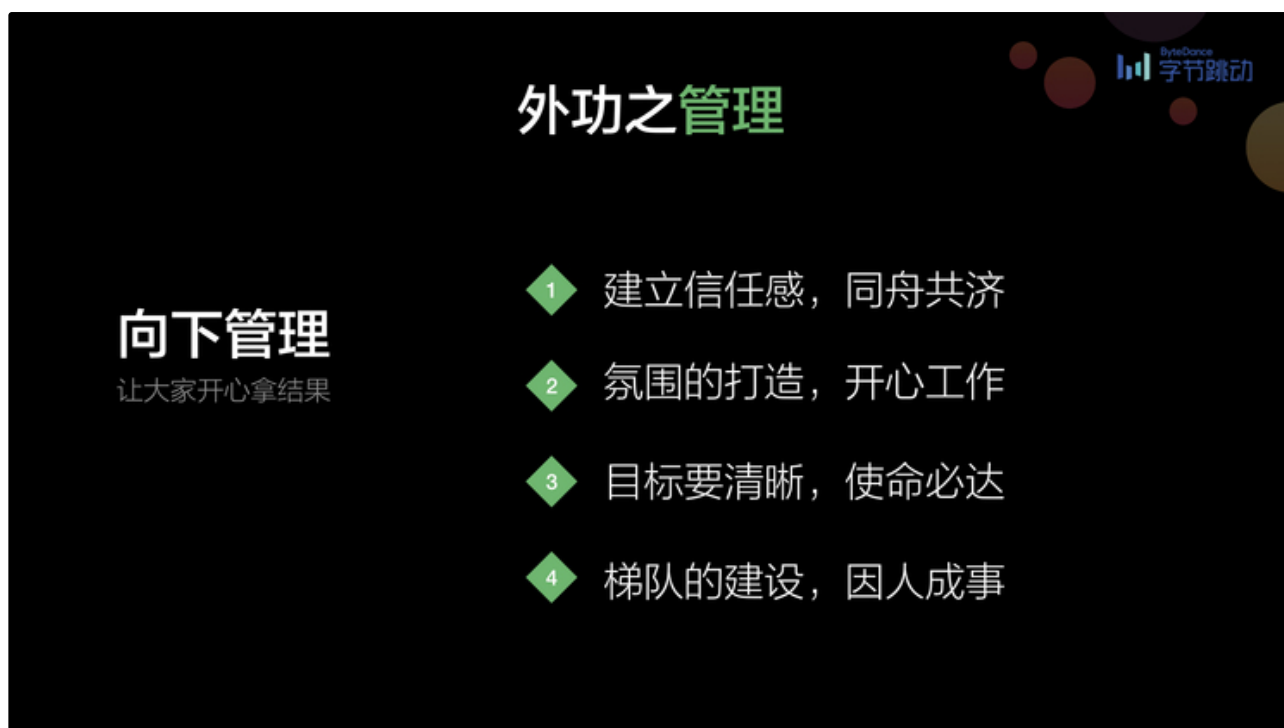 ByteDance
字节跳动
外功之管理
向下管理
让大家开心拿结果
1 建立信任感，同舟共济
2 氛围的打造，开心工作
3 目标要清晰，使命必达
4 梯队的建设，因人成事